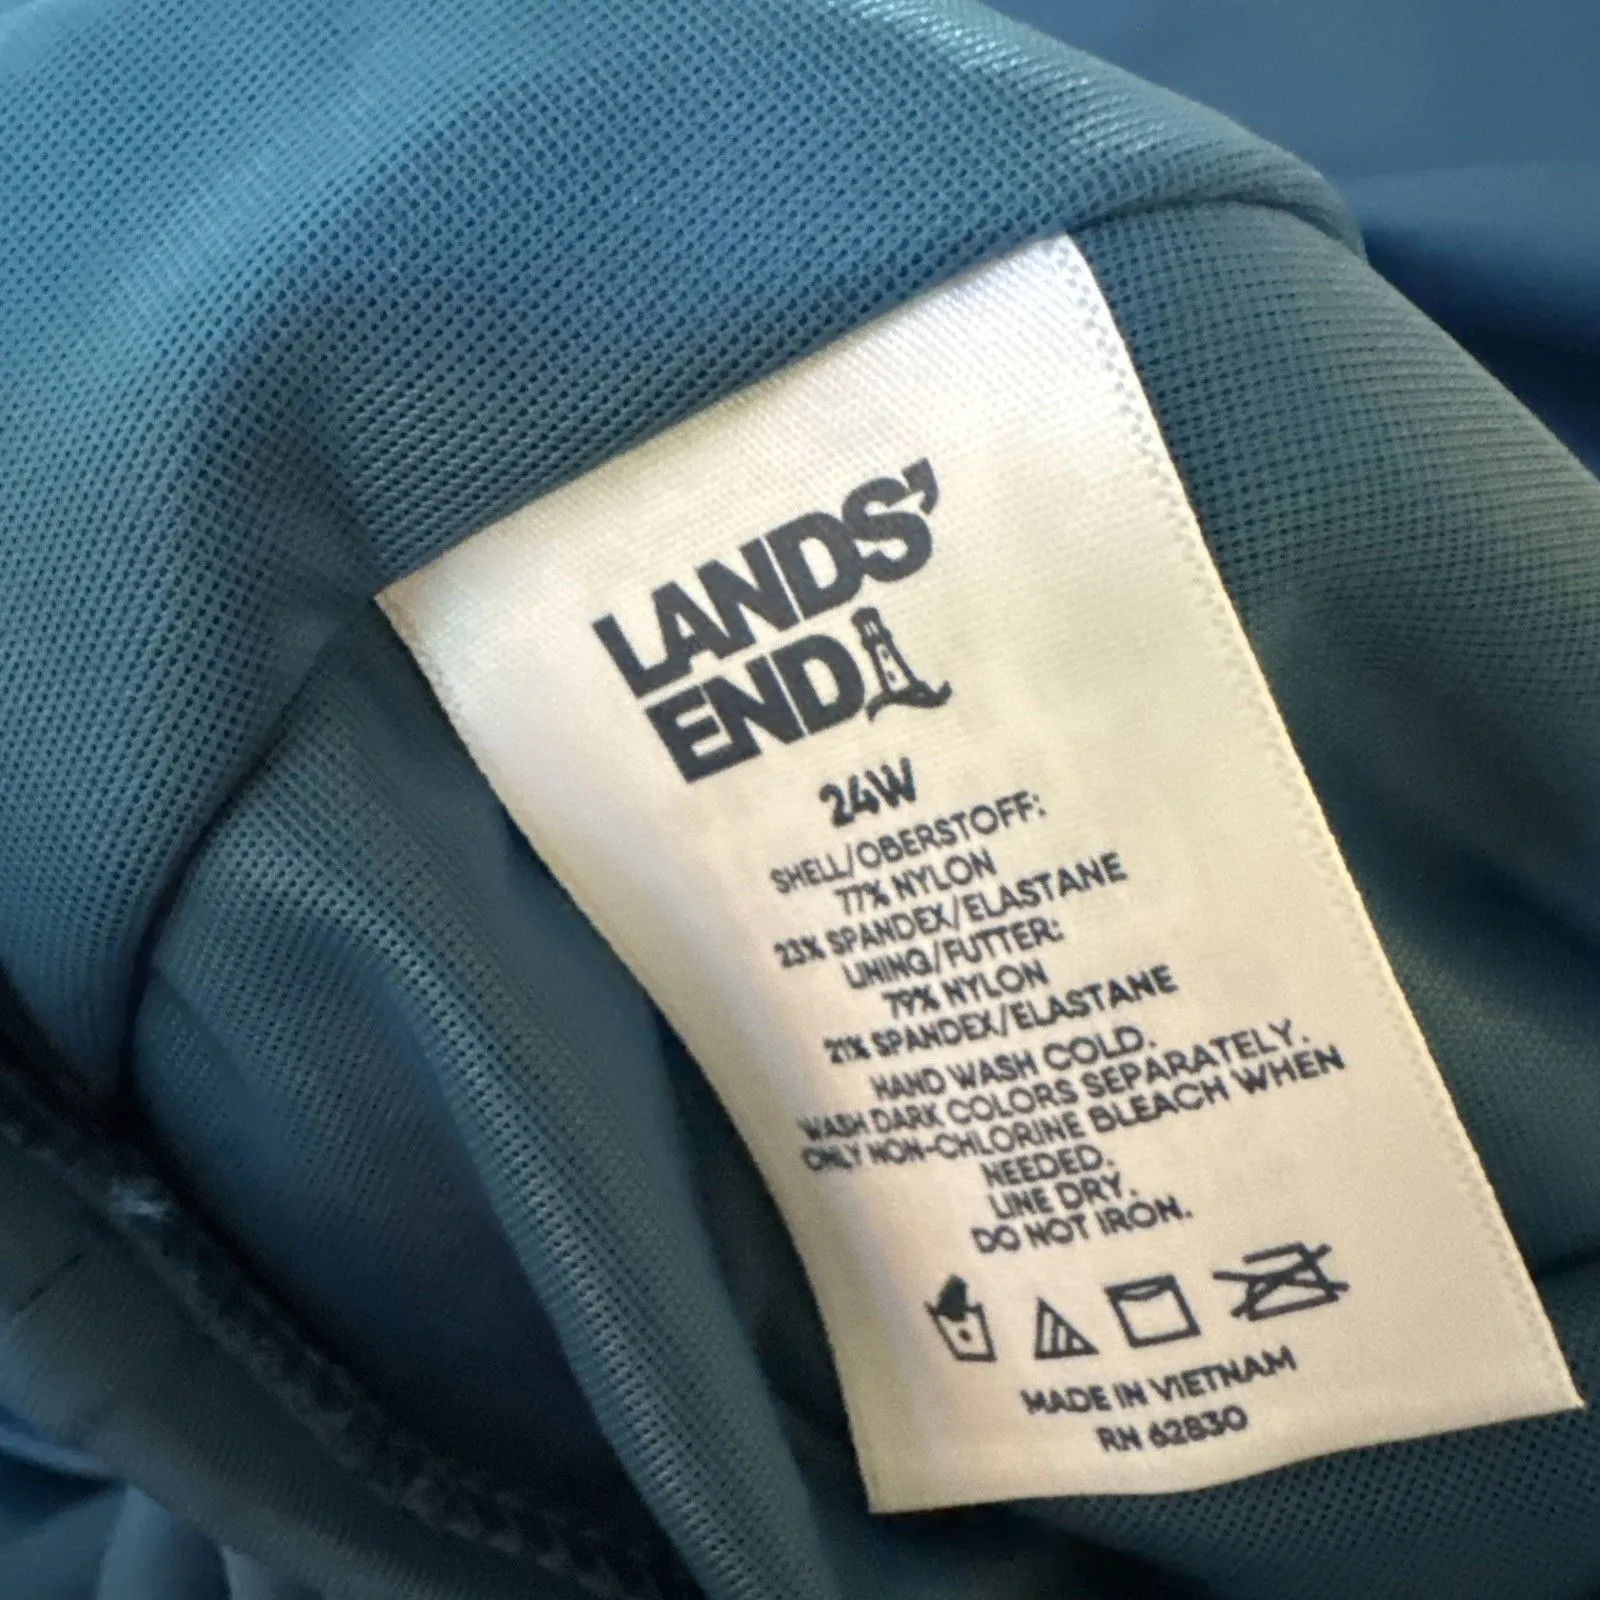 LANDS'
END
24W
SHELL/OBERSTOFF:
77% NYLON
23% SPANDEX/ELASTANE
LINING/FUTTER:
79% NYLON
21% SPANDEX/ELASTANE
HAND WASH COLD.
WASH DARK COLORS SEPARATELY.
ONLY NON-CHLORINE BLEACH WHEN
NEEDED.
LINE DRY.
DO NOT IRON.
MADE IN VIETNAM
RN 62830